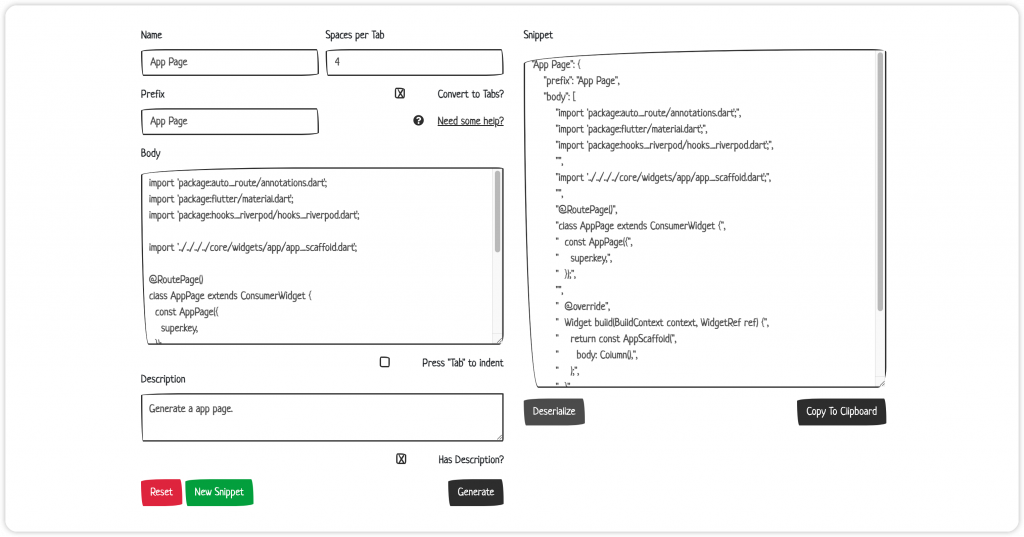 Name
App Page
Spaces per Tab
4
Prefix
App Page
Convert to Tabs?
Need some help?
Body
import 'package:auto_route/annotations.dart';
import 'package:flutter/material.dart';
import 'package:hooks_riverpod/hooks_riverpod.dart';
import '../../../../core/widgets/app/app_scaffold.dart';
@RoutePage()
class AppPage extends ConsumerWidget {
const AppPage({
super.key,
});
Press "Tab" to indent
Description
Generate a app page.
Has Description?
Reset
New Snippet
Generate
Snippet
"App Page": {
"prefix": "App Page",
"body": [
"import 'package:auto_route/annotations.dart';",
"import 'package:flutter/material.dart';",
"import 'package:hooks_riverpod/hooks_riverpod.dart';",
"",
"import '../../../../core/widgets/app/app_scaffold.dart';",
"",
"@RoutePage()",
"class AppPage extends ConsumerWidget {",
"  const AppPage({",
"    super.key,",
"  });",
"",
"  @override",
"  Widget build(BuildContext context, WidgetRef ref) {",
"    return const AppScaffold(",
"      body: Column(),",
"    );",
"  }",
Deserialize
Copy To Clipboard